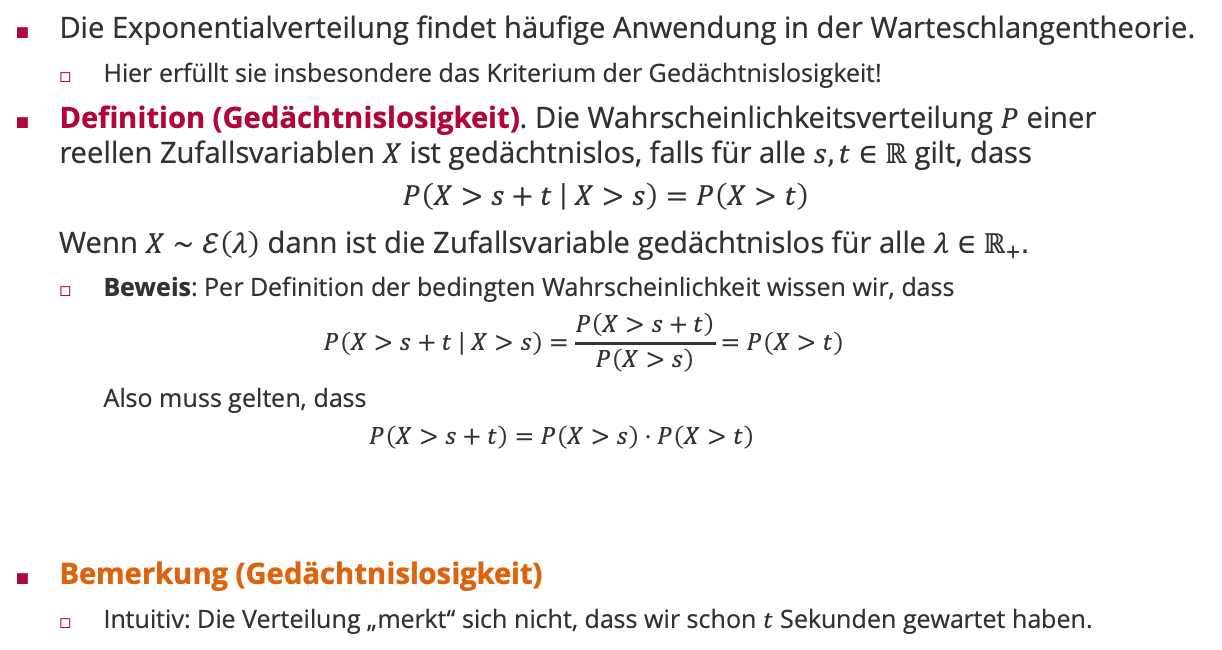 Die Exponentialverteilung findet häufige Anwendung in der Warteschlangentheorie.
Hier erfüllt sie insbesondere das Kriterium der Gedächtnislosigkeit!
Definition (Gedächtnislosigkeit). Die Wahrscheinlichkeitsverteilung P einer
reellen Zufallsvariablen X ist gedächtnislos, falls für alle s, t ∈ ℝ gilt, dass
P(X > s + t | X > s) = P(X > t)
Wenn X ~ ℰ(λ) dann ist die Zufallsvariable gedächtnislos für alle λ ∈ ℝ₊.
Beweis: Per Definition der bedingten Wahrscheinlichkeit wissen wir, dass
P(X > s + t | X > s) = P(X > s + t) / P(X > s) = P(X > t)
Also muss gelten, dass
P(X > s + t) = P(X > s) · P(X > t)
Bemerkung (Gedächtnislosigkeit)
Intuitiv: Die Verteilung „merkt“ sich nicht, dass wir schon t Sekunden gewartet haben.